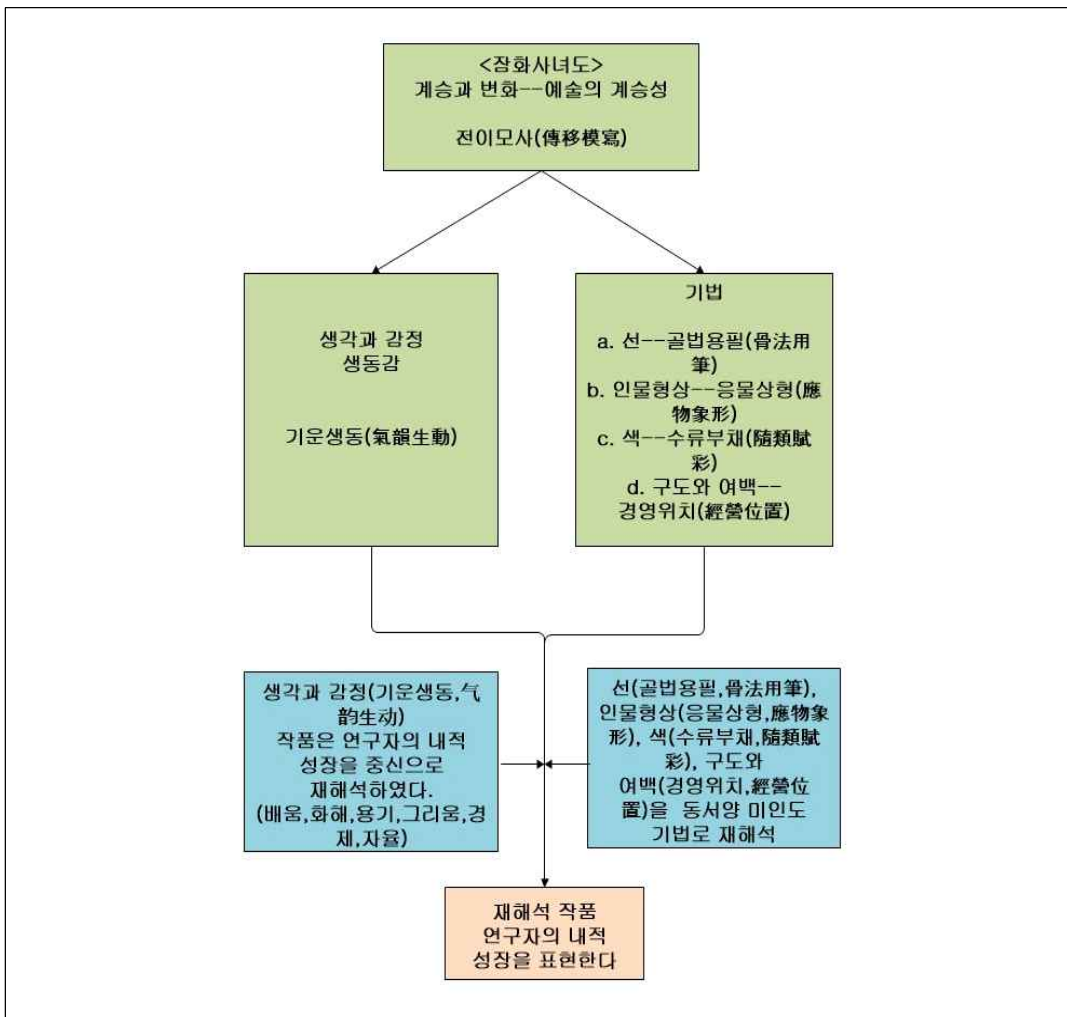 <잠화사녀도>
계승과 변화--예술의 계승성
전이모사(傳移模寫)
생각과 감정
생동감
기운생동(氣韻生動)
기법
a. 선--골법용필(骨法用
筆)
b. 인물형상--응물상형(應
物象形)
c. 색--수류부채(隨類賦
彩)
d. 구도와 여백--
경영위치(經營位置)
생각과 감정(기운생동,气
韵生动)
작품은 연구자의 내적
성장을 중신으로
재해석하였다.
(배움,화해,용기,그리움,경
제,자율)
선(골법용필,骨法用筆),
인물형상(응물상형,應物象
形), 색(수류부채,隨類賦
彩), 구도와
여백(경영위치,經營位
置)을 동서양 미인도
기법로 재해석
재해석 작품
연구자의 내적
성장을 표현한다